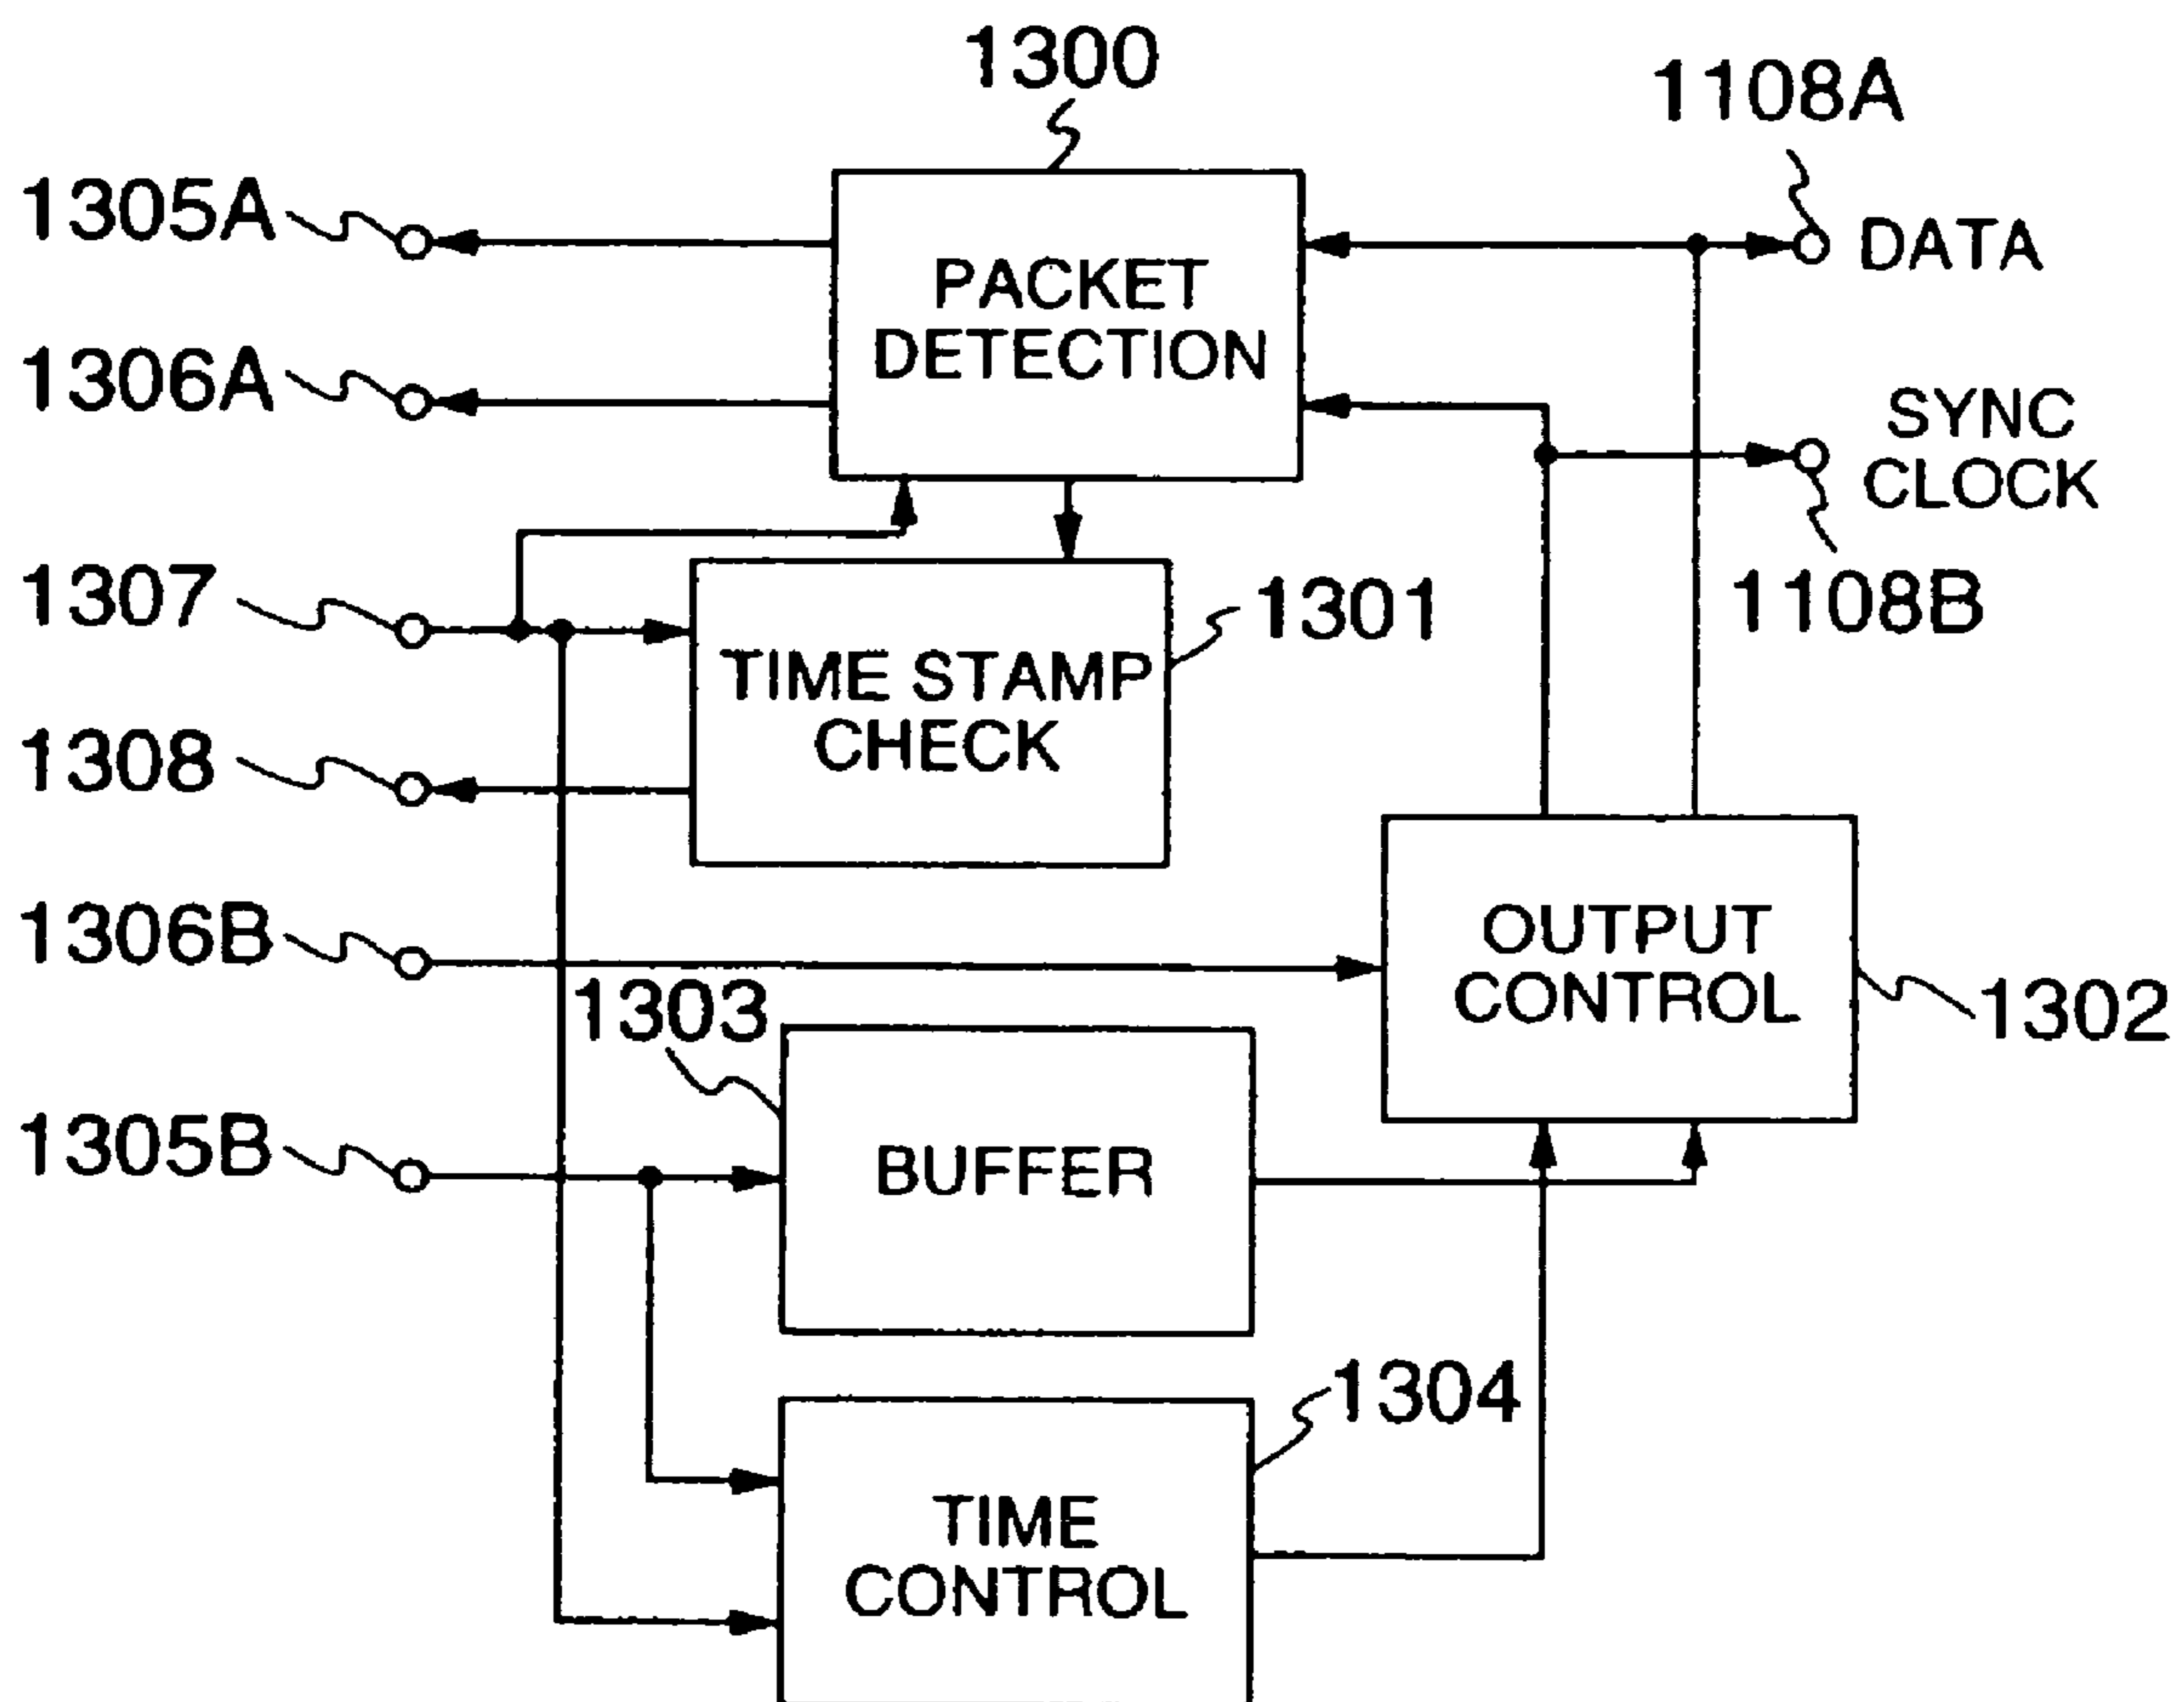 1300
1108A
1305A
DATA
PACKET
DETECTION
1306A
SYNC
CLOCK
1307
1301
1108B
TIME STAMP
CHECK
1308
1306B
OUTPUT
CONTROL
1303
1302
1305B
BUFFER
1304
TIME
CONTROL